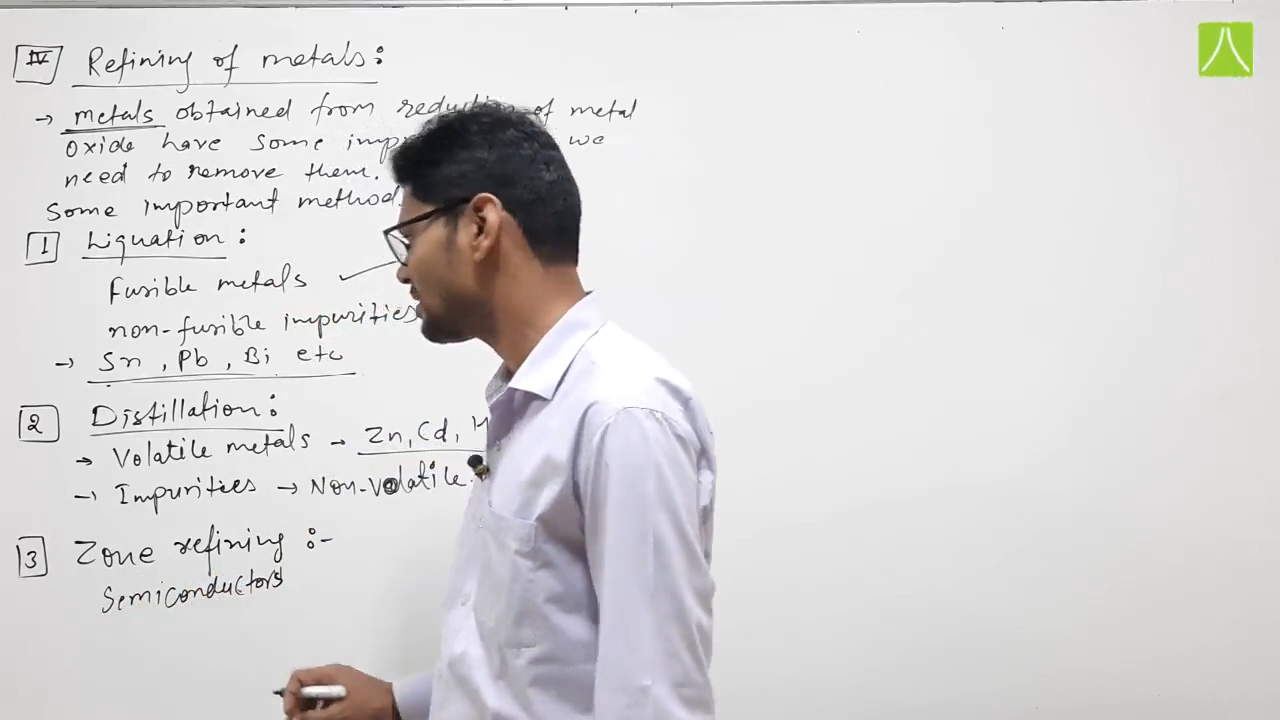 IV Refining of metals:
→ metals obtained from reduction of metal
oxide have some we
need to remove them.
Some important method.
1 Liquation:
Fusible metals
non-fusible impurities
→ Sn, Pb, Bi etc
2 Distillation:
→ Volatile metals → Zn, Cd, H
→ Impurities → Non-Volatile.
3 Zone refining :-
Semiconductors